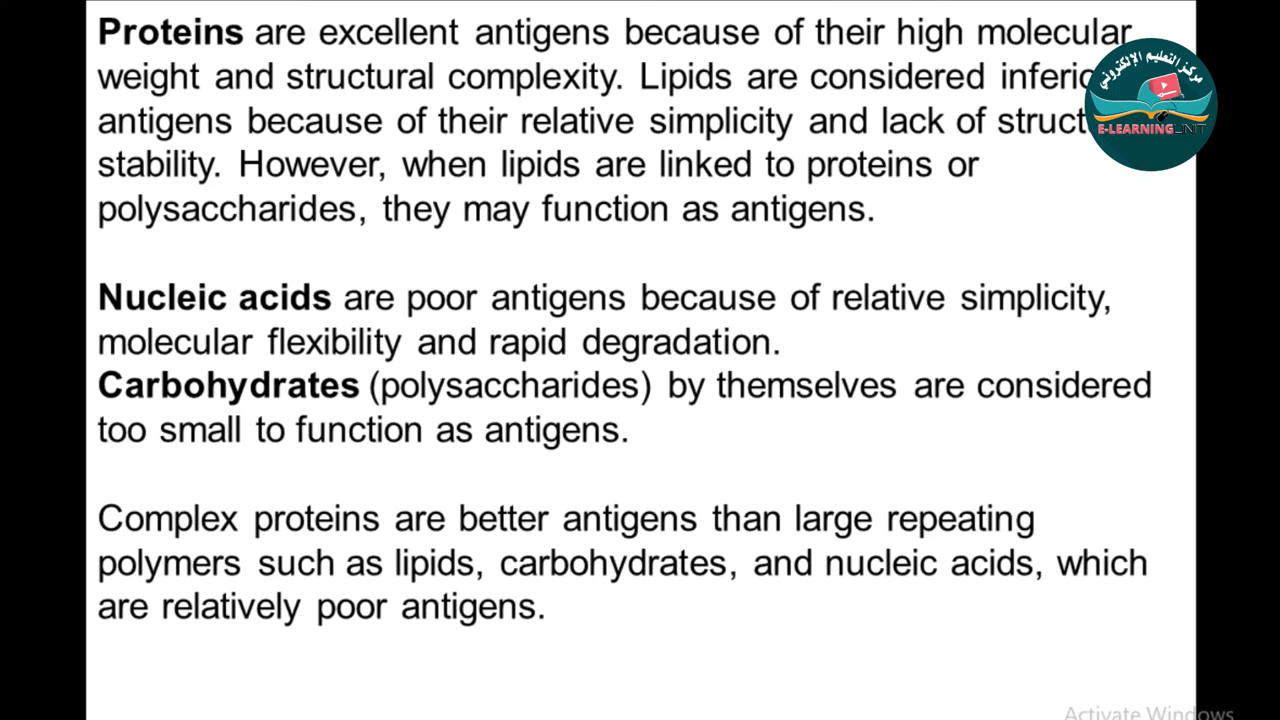 Proteins are excellent antigens because of their high molecular
weight and structural complexity. Lipids are considered
antigens because of their relative simplicity and lack of
stability. However, when lipids are linked to proteins or
polysaccharides, they may function as antigens.
Nucleic acids are poor antigens because of relative simplicity,
molecular flexibility and rapid degradation.
Carbohydrates (polysaccharides) by themselves are considered
too small to function as antigens.
Complex proteins are better antigens than large repeating
polymers such as lipids, carbohydrates, and nucleic acids, which
are relatively poor antigens.
مركز التعليم الإلكتروني
E-LEARNING UNIT
Activate Windows